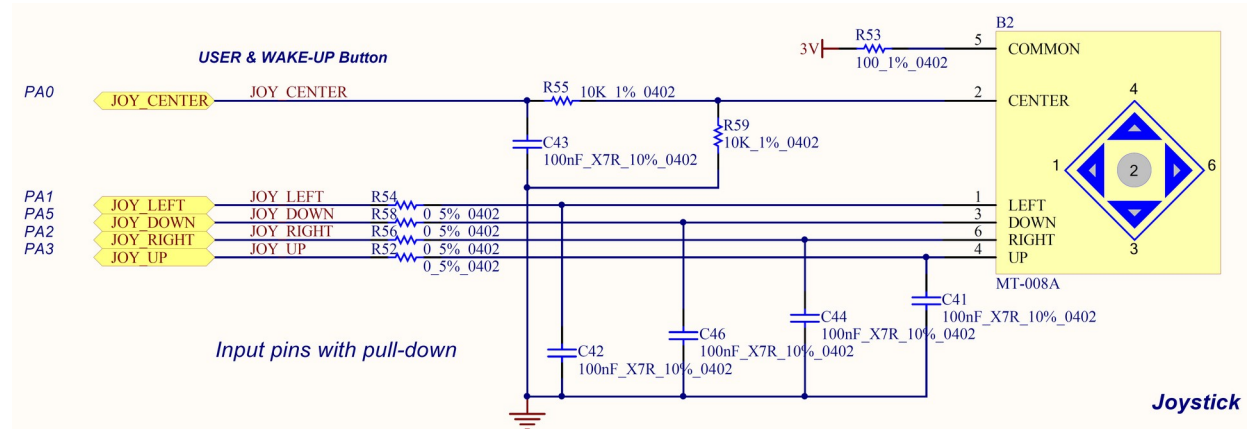 B2
USER & WAKE-UP Button
3V
R53
100_1%_0402
5
COMMON
PA0
JOY_CENTER
JOY_CENTER
R55
10K_1%_0402
2
CENTER
R59
10K_1%_0402
C43
100nF_X7R_10%_0402
4
1
2
6
3
PA1
JOY_LEFT
JOY_LEFT
R54
0_5%_0402
1
LEFT
PA5
JOY_DOWN
JOY_DOWN
R58
0_5%_0402
3
DOWN
PA2
JOY_RIGHT
JOY_RIGHT
R56
0_5%_0402
6
RIGHT
PA3
JOY_UP
JOY_UP
R52
0_5%_0402
4
UP
MT-008A
C41
100nF_X7R_10%_0402
C44
100nF_X7R_10%_0402
C46
100nF_X7R_10%_0402
C42
100nF_X7R_10%_0402
Input pins with pull-down
Joystick